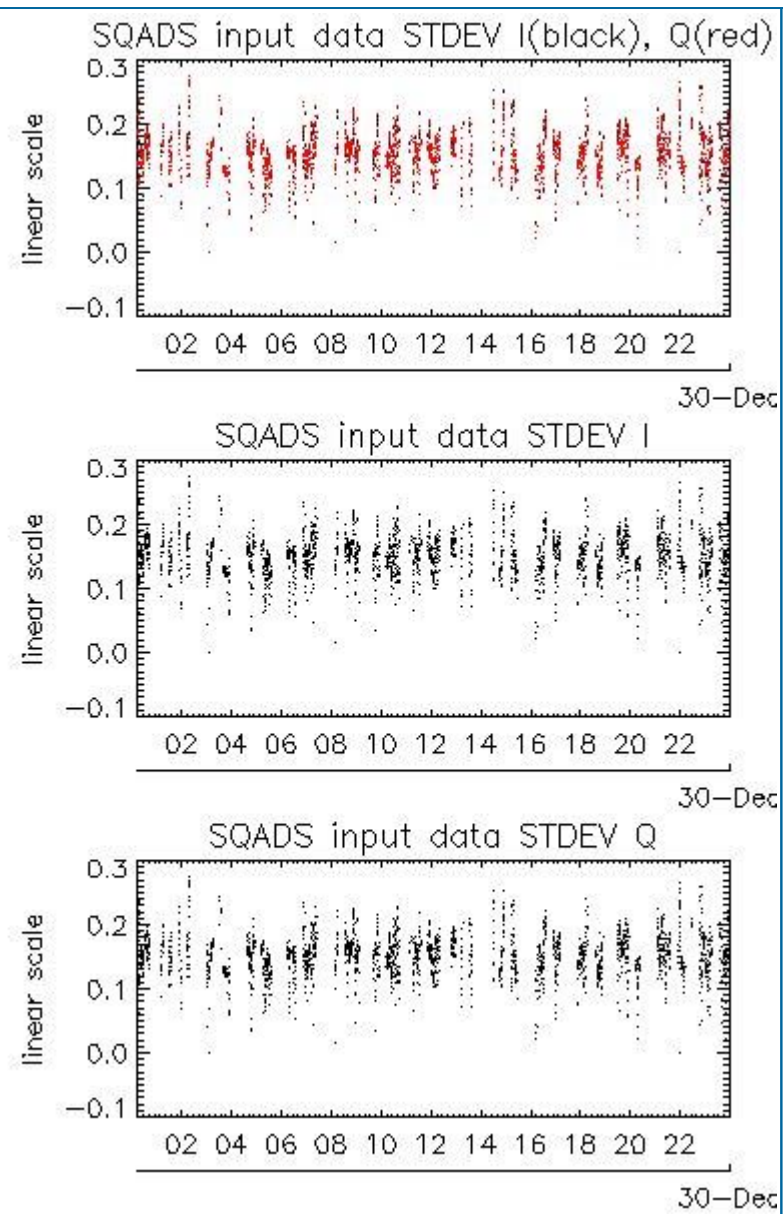 SQADS input data STDEV I(black), Q(red)
0.3
0.2
0.1
0.0
−0.1
linear scale
02 04 06 08 10 12 14 16 18 20 22
30−Dec
SQADS input data STDEV I
0.3
0.2
0.1
0.0
−0.1
linear scale
02 04 06 08 10 12 14 16 18 20 22
30−Dec
SQADS input data STDEV Q
0.3
0.2
0.1
0.0
−0.1
linear scale
02 04 06 08 10 12 14 16 18 20 22
30−Dec